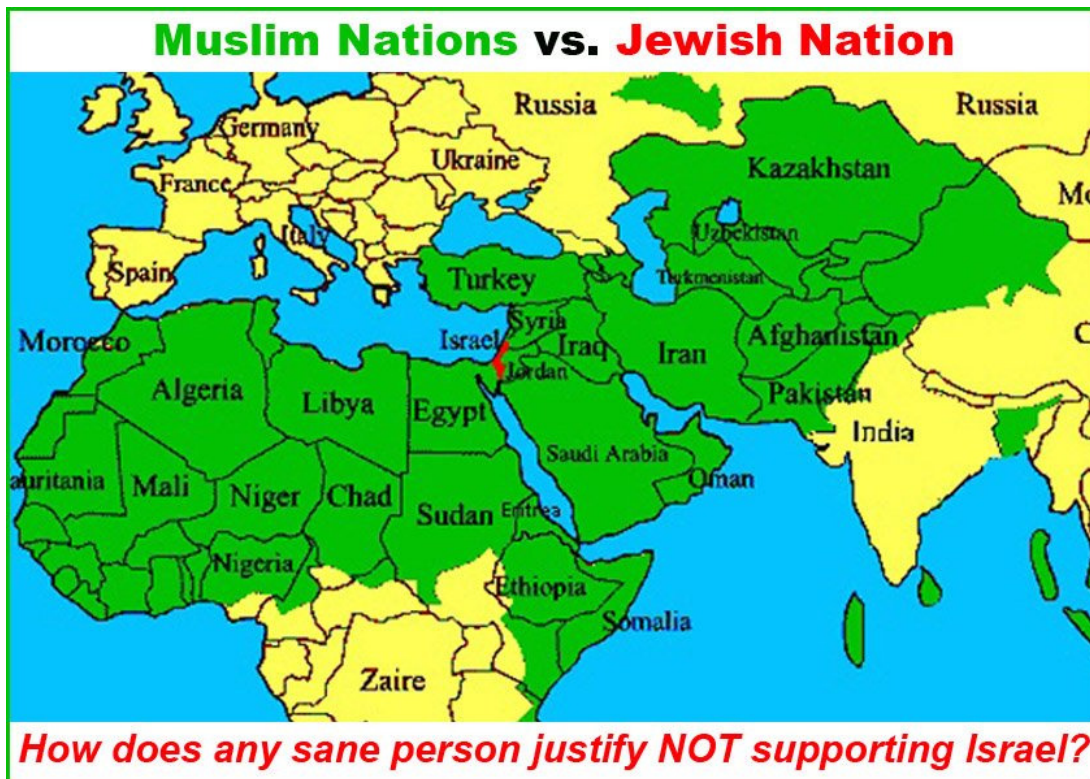 Muslim Nations vs. Jewish Nation
Russia
Russia
Germany
Ukraine
Kazakhstan
France
Mo
Italy
Uzbekistan
Spain
Turkey
Turkmenistan
Morocco
Israel
Syria
Iraq
Iran
Afghanistan
C
Jordan
Algeria
Libya
Egypt
Pakistan
India
Saudi Arabia
Oman
auritania
Mali
Niger
Chad
Sudan
Eritrea
Nigeria
Ethiopia
Somalia
Zaire
How does any sane person justify NOT supporting Israel?